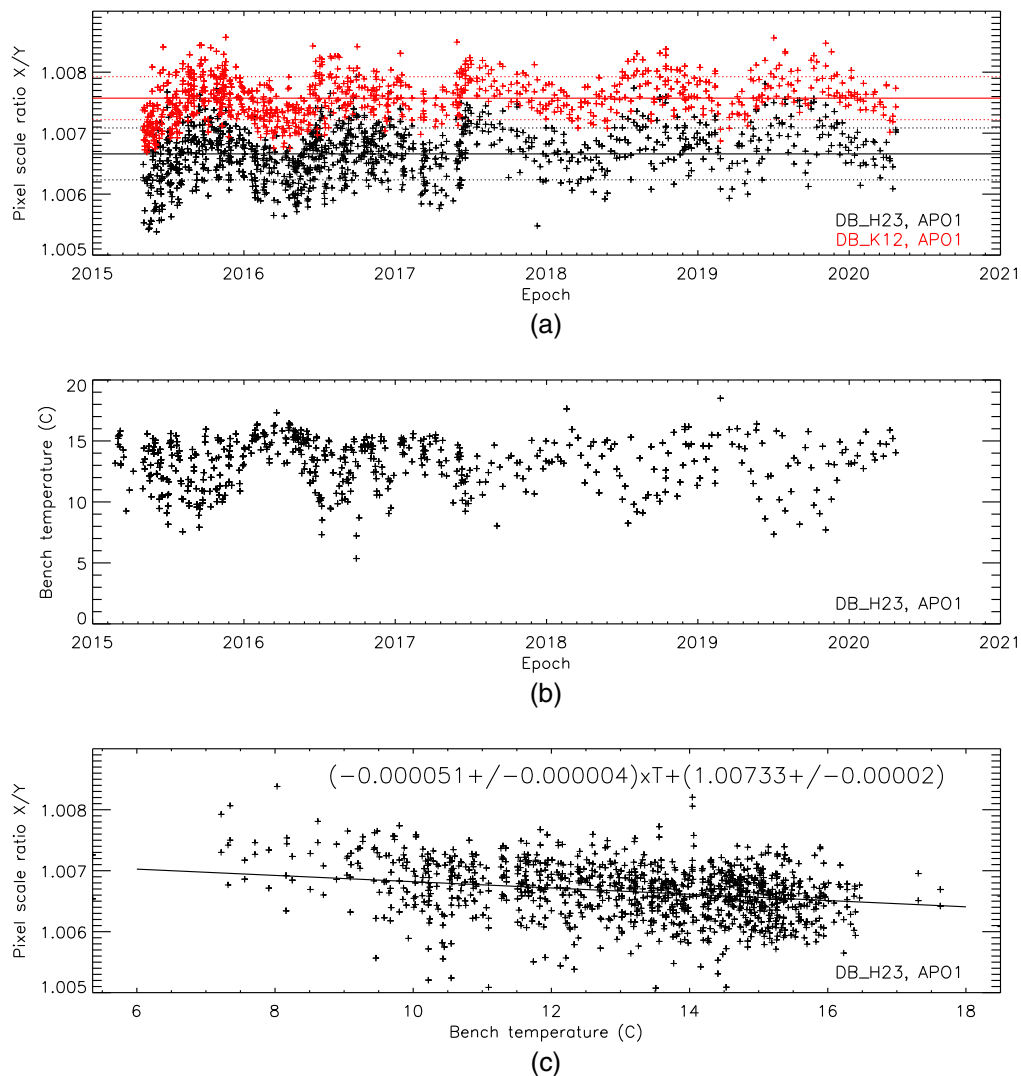 1.008
1.007
1.006
1.005
Pixel scale ratio X/Y
DB_H23, APO1
DB_K12, APO1
2015 2016 2017 2018 2019 2020 2021
Epoch
(a)
20
15
10
5
0
Bench temperature (C)
DB_H23, APO1
2015 2016 2017 2018 2019 2020 2021
Epoch
(b)
(-0.000051+/-0.000004)xT+(1.00733+/-0.00002)
1.008
1.007
1.006
1.005
Pixel scale ratio X/Y
DB_H23, APO1
6 8 10 12 14 16 18
Bench temperature (C)
(c)